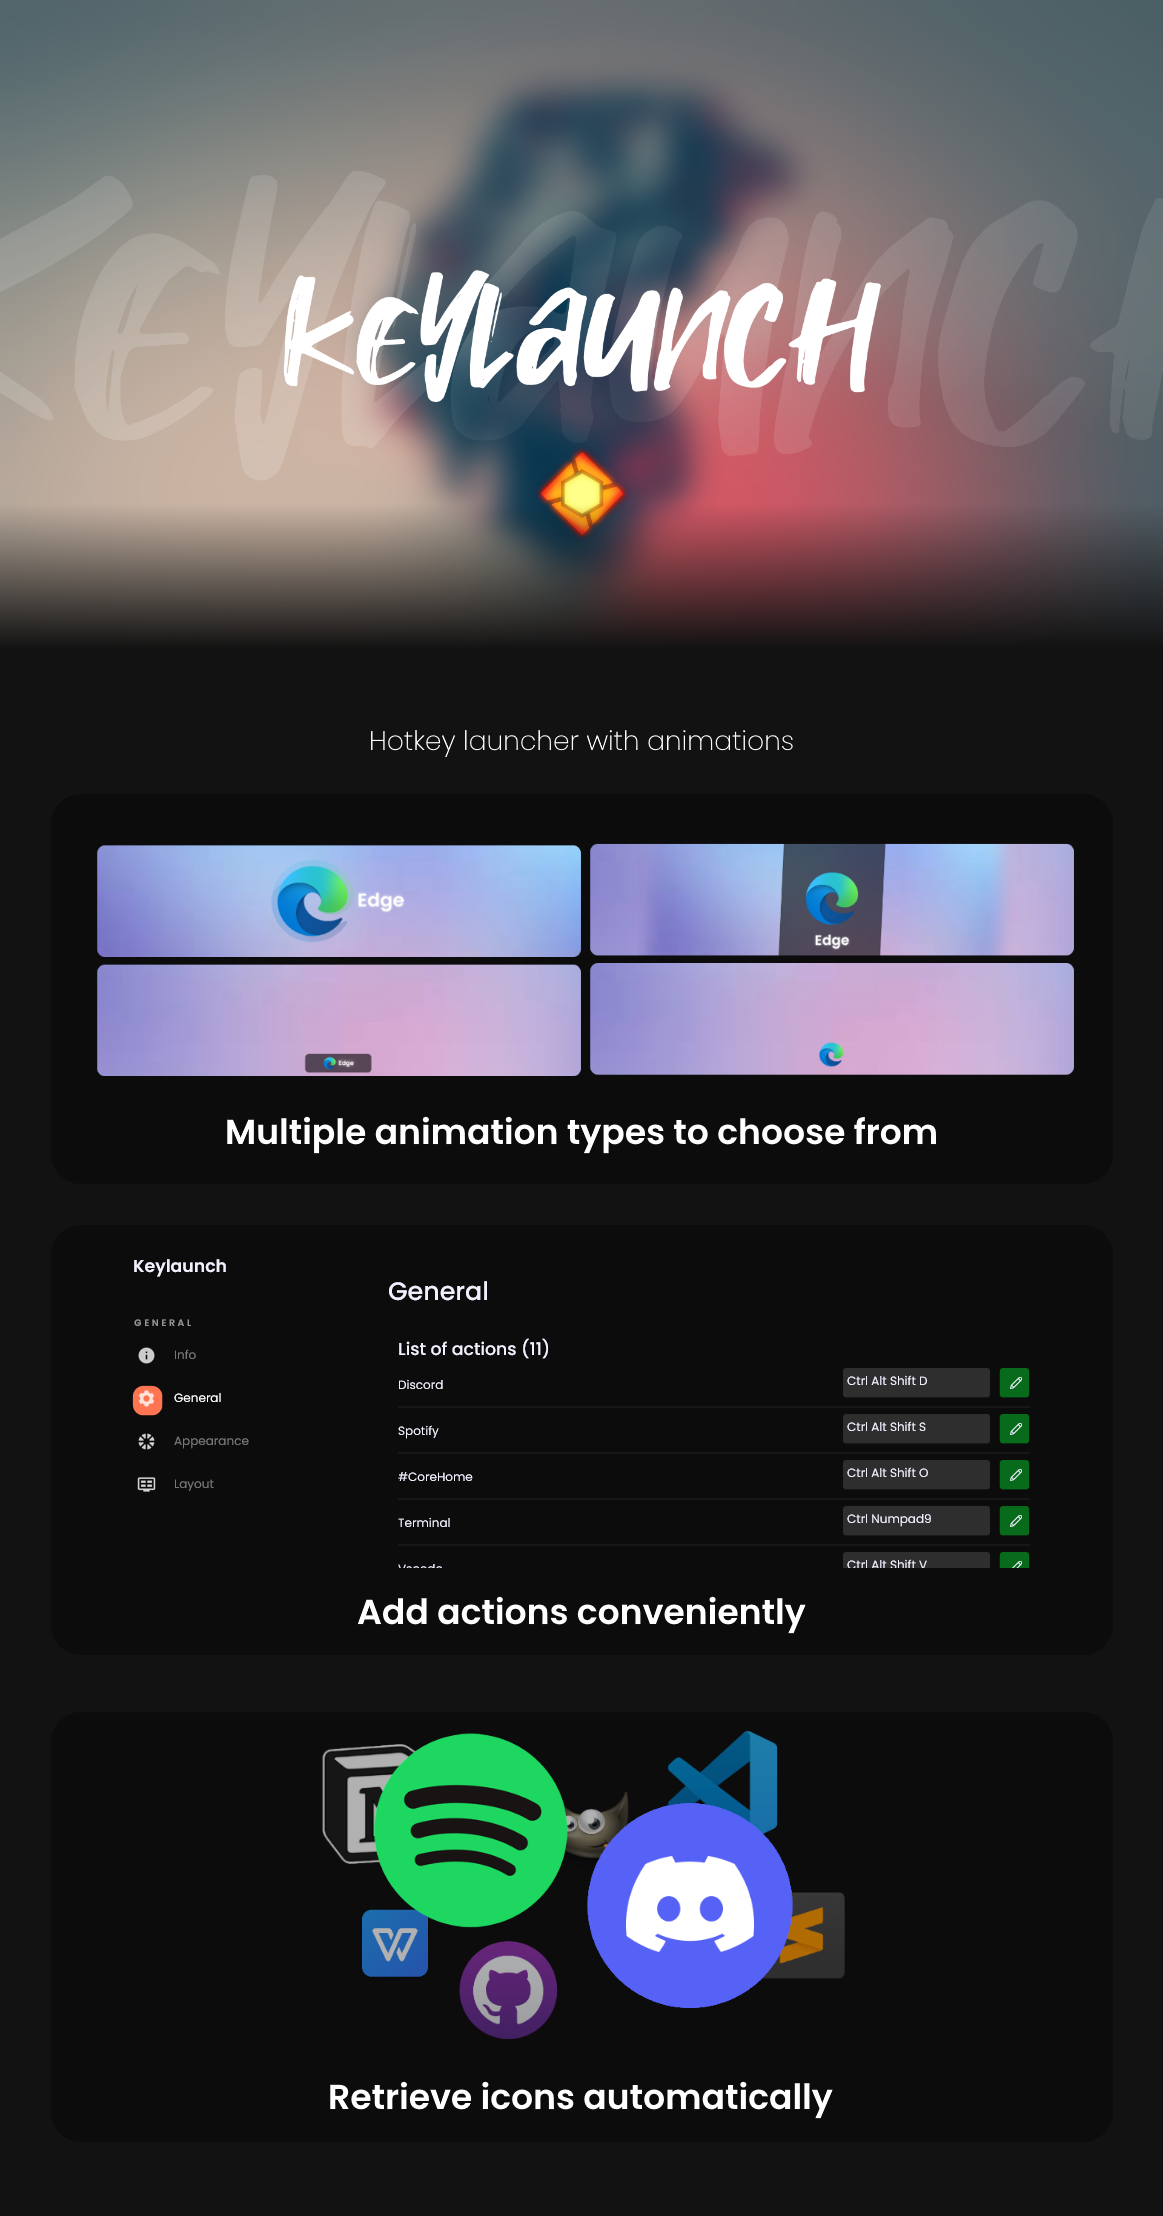 KEYLAUNCH
KEYLAUNCH
Hotkey launcher with animations
Edge
Edge
Edge
Multiple animation types to choose from
Keylaunch
GENERAL
Info
General
Appearance
Layout
General
List of actions (11)
Discord Ctrl Alt Shift D
Spotify Ctrl Alt Shift S
#CoreHome Ctrl Alt Shift O
Terminal Ctrl Numpad9
Vscode Ctrl Alt Shift V
Add actions conveniently
Retrieve icons automatically